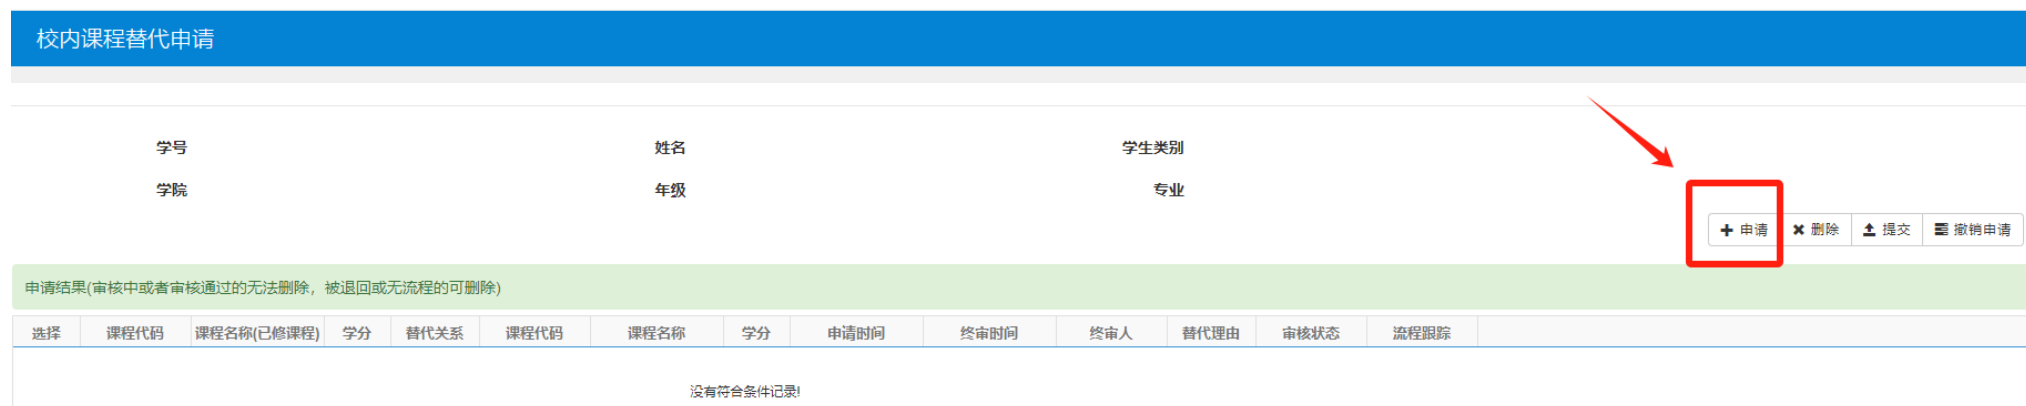 校内课程替代申请
学号 姓名 学生类别
学院 年级 专业
申请 删除 提交 撤销申请
申请结果(审核中或者审核通过的无法删除，被退回或无流程的可删除)
选择 课程代码 课程名称(已修课程) 学分 替代关系 课程代码 课程名称 学分 申请时间 终审时间 终审人 替代理由 审核状态 流程跟踪
没有符合条件记录!